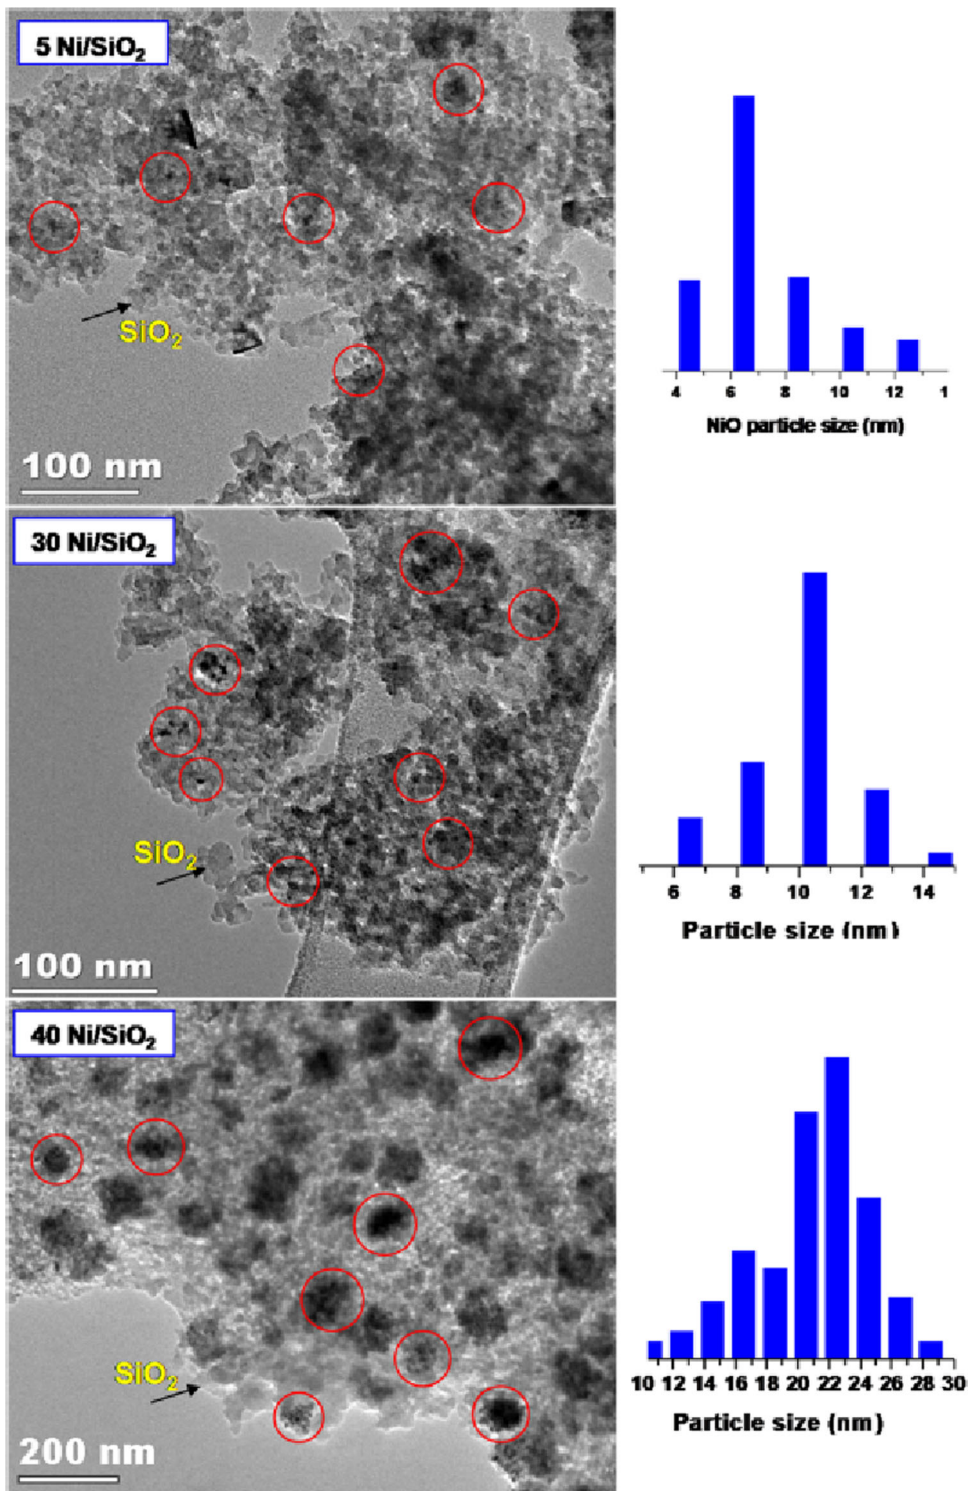 5 Ni/SiO₂
SiO₂
100 nm
4 6 8 10 12 1
NiO particle size (nm)
30 Ni/SiO₂
SiO₂
100 nm
6 8 10 12 14
Particle size (nm)
40 Ni/SiO₂
SiO₂
200 nm
10 12 14 16 18 20 22 24 26 28 30
Particle size (nm)